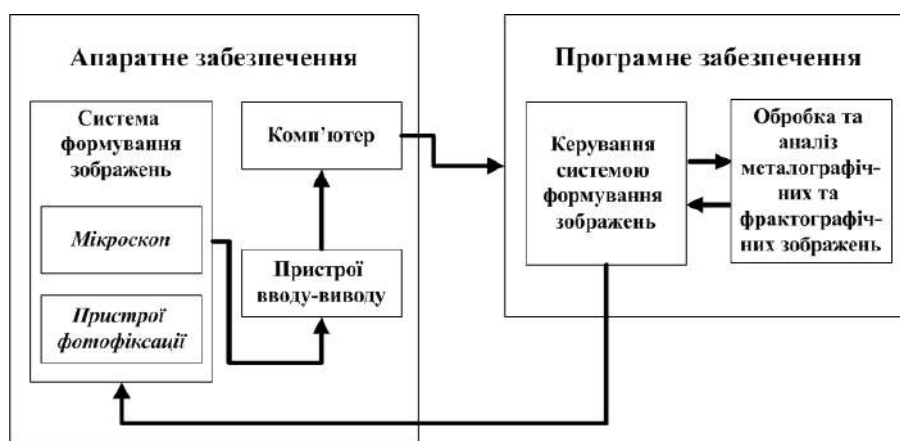 Апаратне забезпечення
Система
формування
зображень
Мікроскоп
Пристрої
фотофіксації
Комп’ютер
Пристрої
вводу-виводу
Програмне забезпечення
Керування
системою
формування
зображень
Обробка та
аналіз
металографіч-
них та
фрактографіч-
них зображень